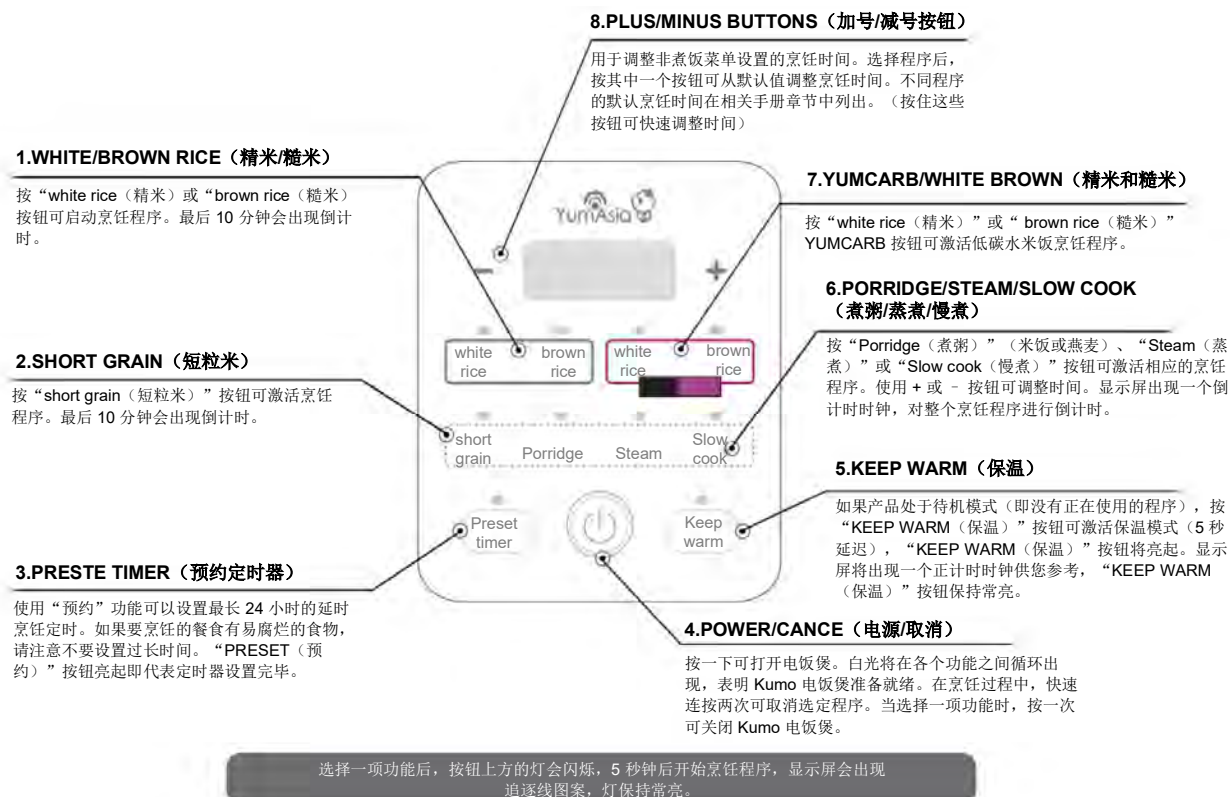 8.PLUS/MINUS BUTTONS（加号/减号按钮）
用于调整非煮饭菜单设置的烹饪时间。选择程序后，
按其中一个按钮可从默认值调整烹饪时间。不同程序
的默认烹饪时间在相关手册章节中列出。（按住这些
按钮可快速调整时间）
1.WHITE/BROWN RICE（精米/糙米）
按“white rice（精米）或“brown rice（糙米）
按钮可启动烹饪程序。最后 10 分钟会出现倒计
时。
7.YUMCARB/WHITE BROWN（精米和糙米）
按“white rice（精米）”或“ brown rice（糙米）”
YUMCARB 按钮可激活低碳水米饭烹饪程序。
2.SHORT GRAIN（短粒米）
按“short grain（短粒米）”按钮可激活烹饪
程序。最后 10 分钟会出现倒计时。
6.PORRIDGE/STEAM/SLOW COOK
（煮粥/蒸煮/慢煮）
按“Porridge（煮粥）”（米饭或燕麦）、“Steam（蒸
煮）”或“Slow cook（慢煮）”按钮可激活相应的烹饪
程序。使用 + 或 – 按钮可调整时间。显示屏出现一个倒
计时时钟，对整个烹饪程序进行倒计时。
YumAsia
－
+
white
rice
brown
rice
white
rice
brown
rice
short
grain
Porridge
Steam
Slow
cook
Preset
timer
Keep
warm
5.KEEP WARM（保温）
如果产品处于待机模式（即没有正在使用的程序），按
“KEEP WARM（保温）”按钮可激活保温模式（5 秒
延迟），“KEEP WARM（保温）”按钮将亮起。显示
屏将出现一个正计时时钟供您参考，“KEEP WARM
（保温）”按钮保持常亮。
3.PRESTE TIMER（预约定时器）
使用“预约”功能可以设置最长 24 小时的延时
烹饪定时。如果要烹饪的餐食有易腐烂的食物，
请注意不要设置过长时间。“PRESET（预
约）”按钮亮起即代表定时器设置完毕。
4.POWER/CANCE（电源/取消）
按一下可打开电饭煲。白光将在各个功能之间循环出
现，表明 Kumo 电饭煲准备就绪。在烹饪过程中，快速
连按两次可取消选定程序。当选择一项功能时，按一次
可关闭 Kumo 电饭煲。
选择一项功能后，按钮上方的灯会闪烁，5 秒钟后开始烹饪程序，显示屏会出现
追逐线图案，灯保持常亮。